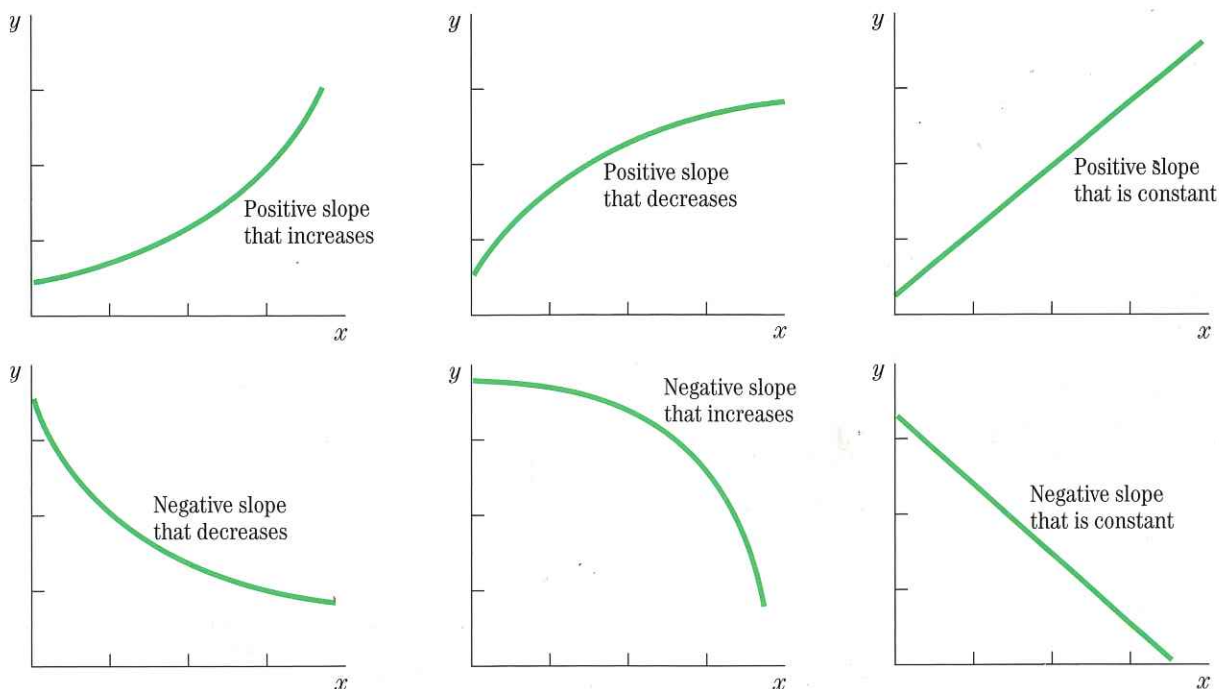 y
Positive slope
that increases
x
y
Positive slope
that decreases
x
y
Positive slope
that is constant
x
y
Negative slope
that decreases
x
y
Negative slope
that increases
x
y
Negative slope
that is constant
x